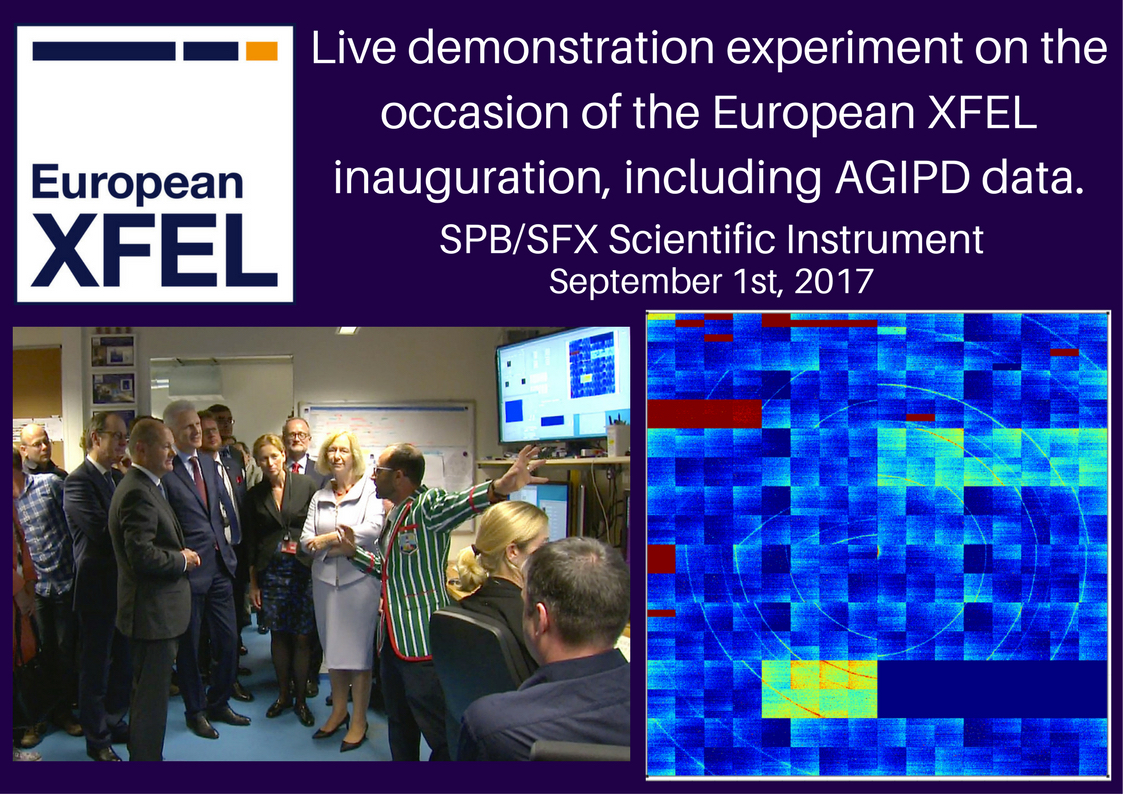 European
XFEL
Live demonstration experiment on the
occasion of the European XFEL
inauguration, including AGIPD data.
SPB/SFX Scientific Instrument
September 1st, 2017